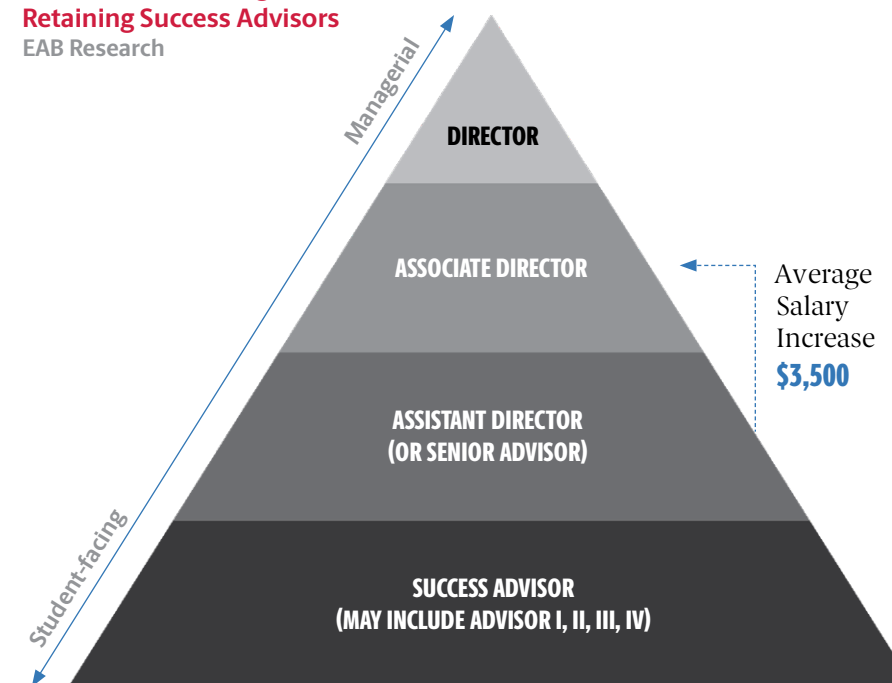 Retaining Success Advisors
EAB Research
Managerial
Student-facing
DIRECTOR
ASSOCIATE DIRECTOR
ASSISTANT DIRECTOR
(OR SENIOR ADVISOR)
SUCCESS ADVISOR
(MAY INCLUDE ADVISOR I, II, III, IV)
Average
Salary
Increase
$3,500